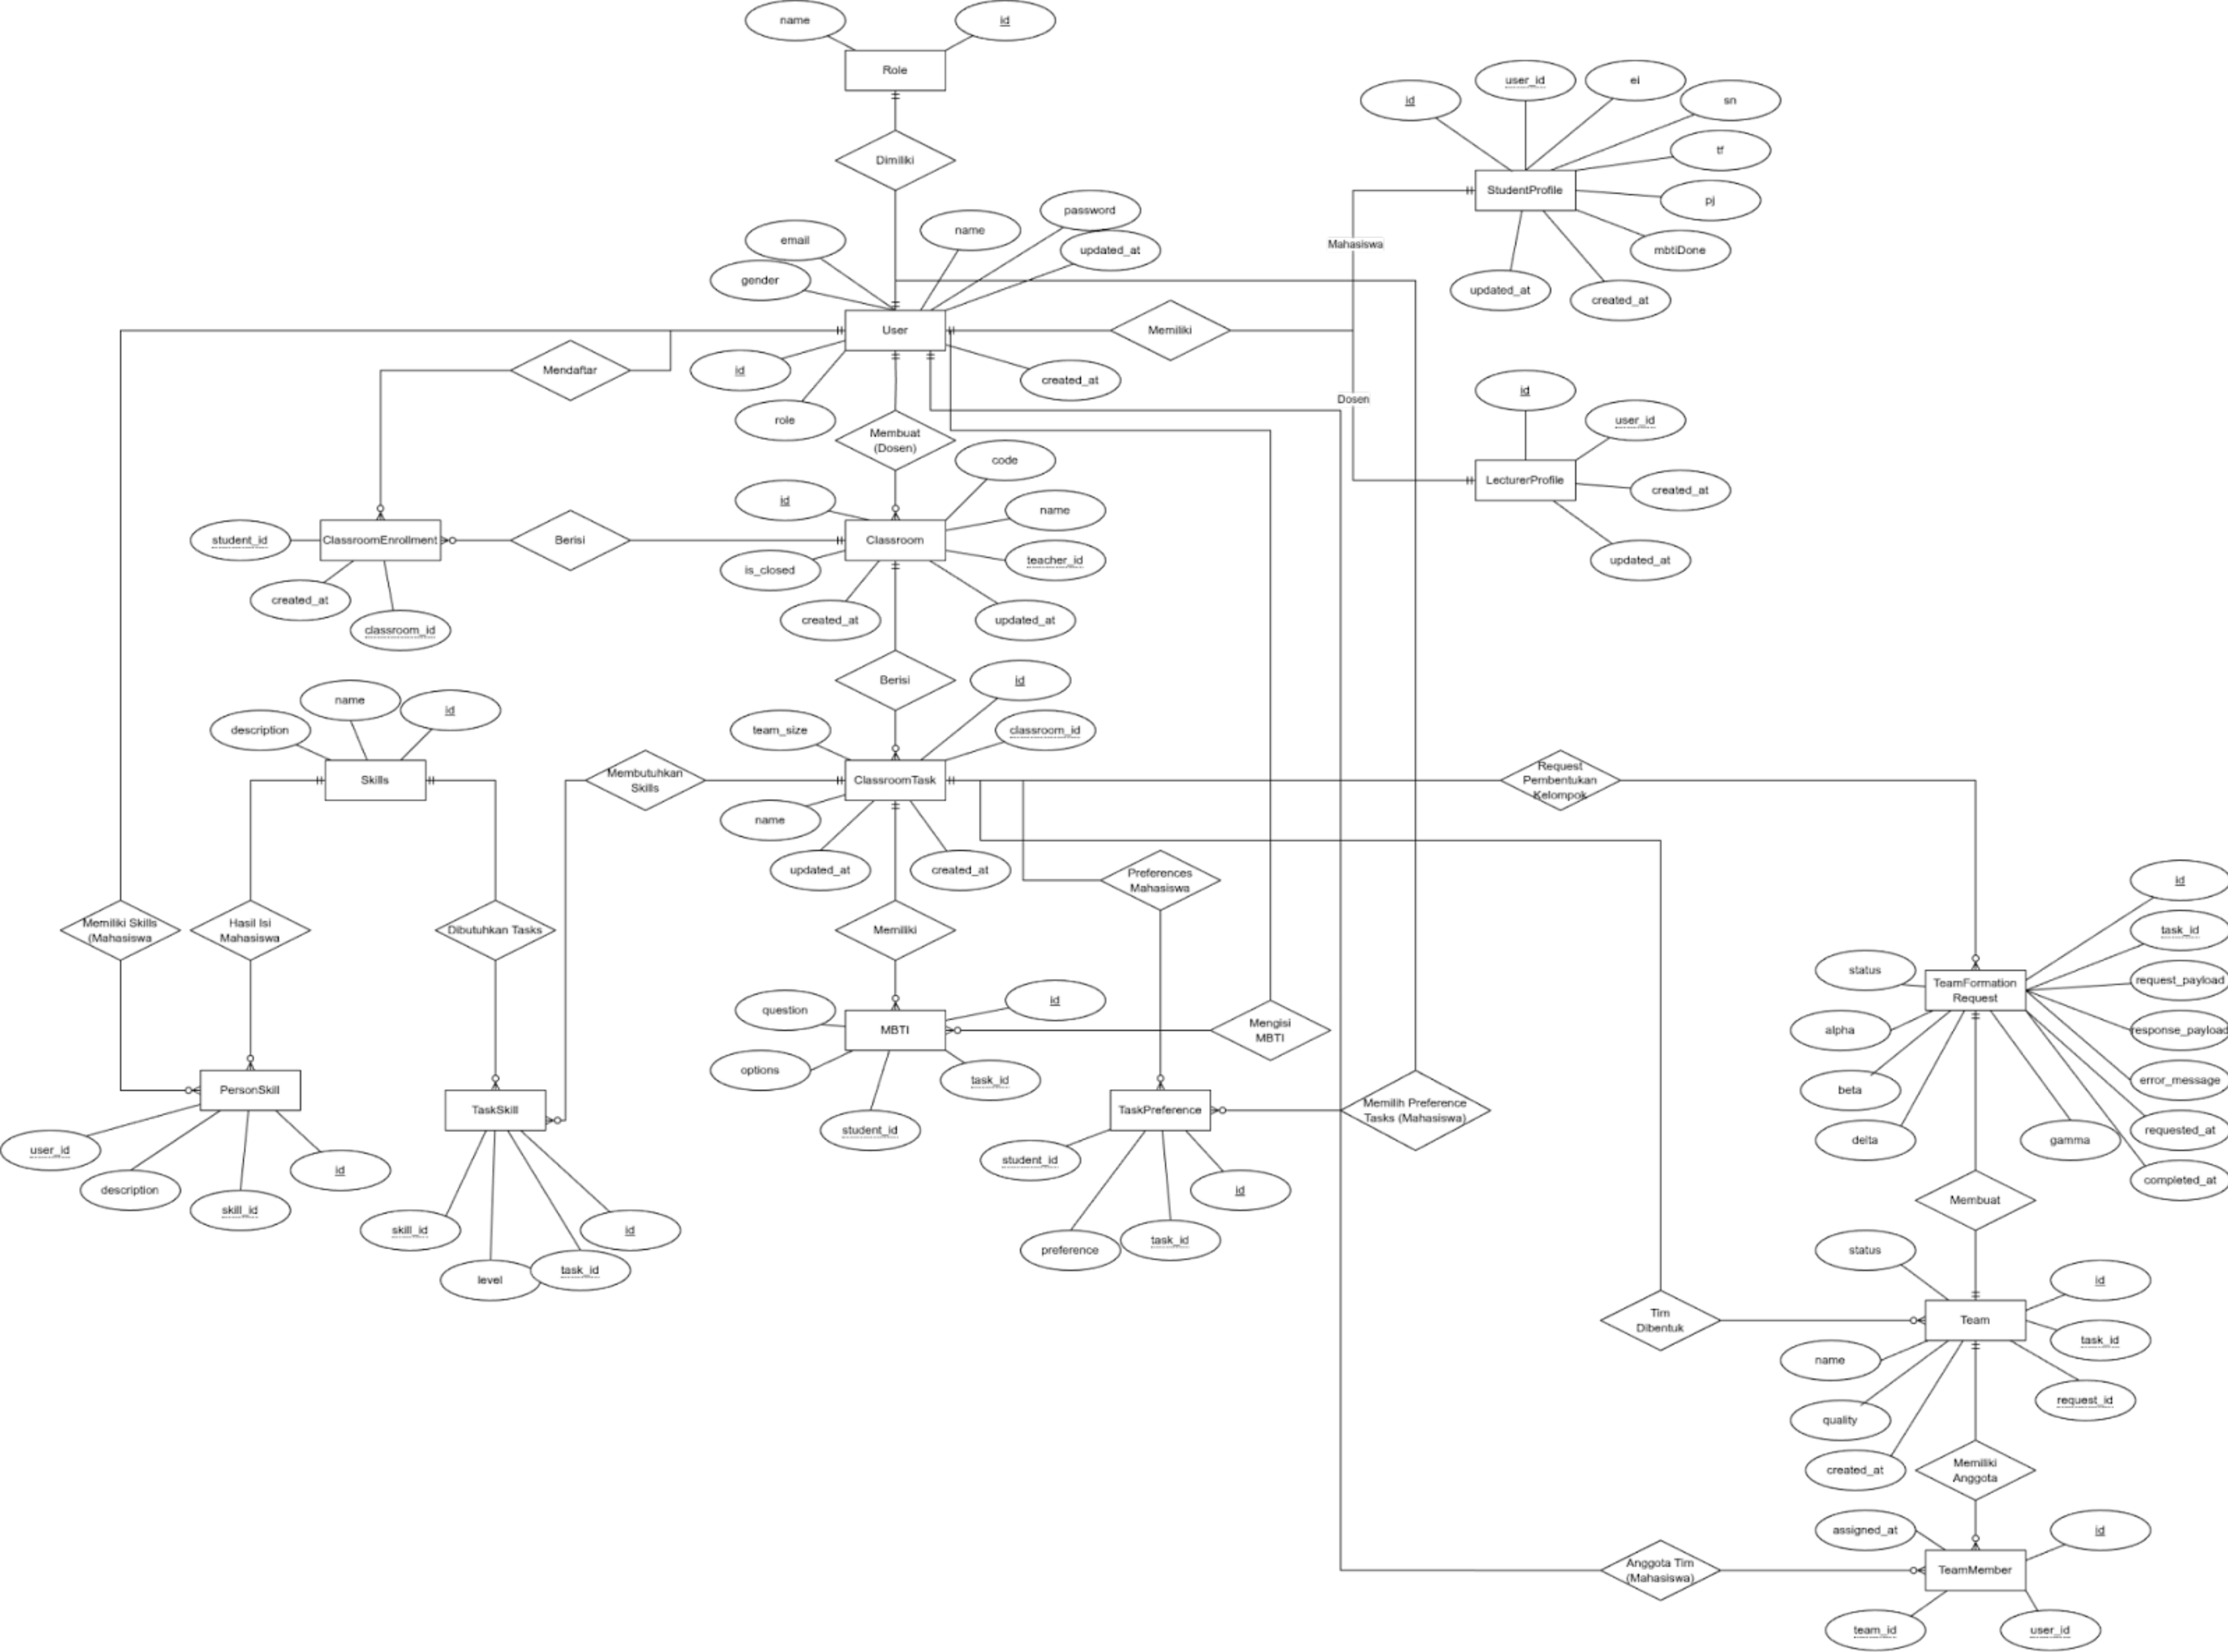 name
id
Role
Dimiliki
user_id
ei
id
sn
tf
StudentProfile
pj
mbtiDone
updated_at
created_at
Mahasiswa
password
name
email
updated_at
gender
User
Memiliki
id
created_at
role
Mendaftar
Dosen
id
user_id
LecturerProfile
created_at
updated_at
Membuat
(Dosen)
code
id
name
student_id
ClassroomEnrollment
Berisi
Classroom
teacher_id
is_closed
created_at
classroom_id
created_at
updated_at
Berisi
id
name
id
description
team_size
classroom_id
Skills
Membutuhkan
Skills
ClassroomTask
Request
Pembentukan
Kelompok
name
updated_at
created_at
Preferences
Mahasiswa
Memiliki Skills
(Mahasiswa
Hasil Isi
Mahasiswa
Dibutuhkan Tasks
Memiliki
id
task_id
status
TeamFormation
Request
request_payload
question
id
MBTI
Mengisi
MBTI
alpha
response_payload
options
task_id
beta
error_message
PersonSkill
TaskSkill
student_id
TaskPreference
Memilih Preference
Tasks (Mahasiswa)
delta
gamma
requested_at
completed_at
user_id
description
skill_id
id
student_id
id
preference
task_id
skill_id
id
level
task_id
Membuat
status
id
Tim
Dibentuk
Team
task_id
name
request_id
quality
created_at
Memiliki
Anggota
assigned_at
id
Anggota Tim
(Mahasiswa)
TeamMember
team_id
user_id